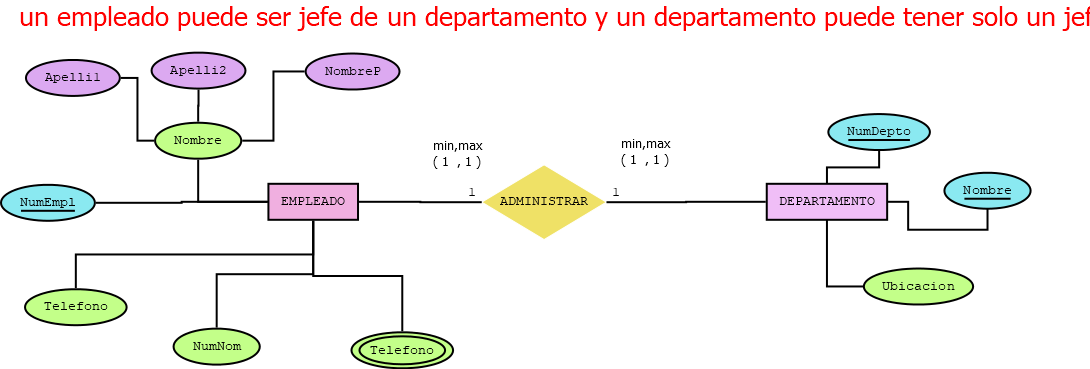 un empleado puede ser jefe de un departamento y un departamento puede tener solo un jef
Apelli1
Apelli2
NombreP
Nombre
NumDepto
min,max
( 1 , 1 )
min,max
( 1 , 1 )
NumEmpl
EMPLEADO
1
ADMINISTRAR
1
DEPARTAMENTO
Nombre
Telefono
NumNom
Telefono
Ubicacion